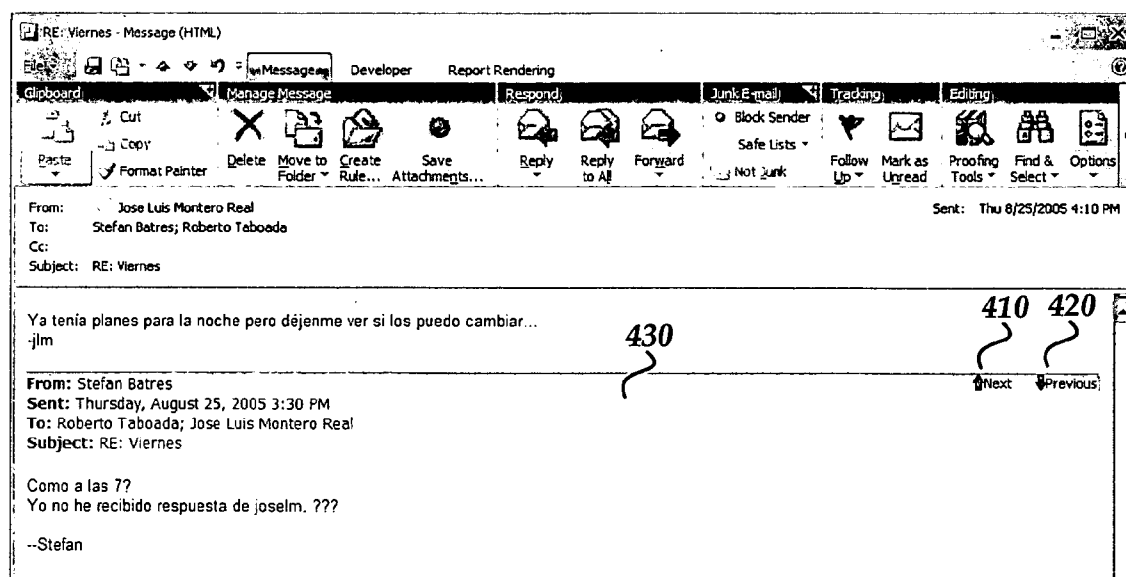 RE: Viernes - Message (HTML)
File Message Developer Report Rendering
Clipboard Manage Message Respond Junk E-mail Tracking Editing
Paste Cut Copy Format Painter
Delete Move to Folder Create Rule... Save Attachments...
Reply Reply to All Forward
Block Sender Safe Lists Not Junk
Follow Up Mark as Unread
Proofing Tools Find & Select Options
From: Jose Luis Montero Real Sent: Thu 8/25/2005 4:10 PM
To: Stefan Batres; Roberto Taboada
Cc:
Subject: RE: Viernes
Ya tenía planes para la noche pero déjenme ver si los puedo cambiar...
-jlm
430 410 420
Next Previous
From: Stefan Batres
Sent: Thursday, August 25, 2005 3:30 PM
To: Roberto Taboada; Jose Luis Montero Real
Subject: RE: Viernes
Como a las 7??
Yo no he recibido respuesta de joselm. ???
--Stefan